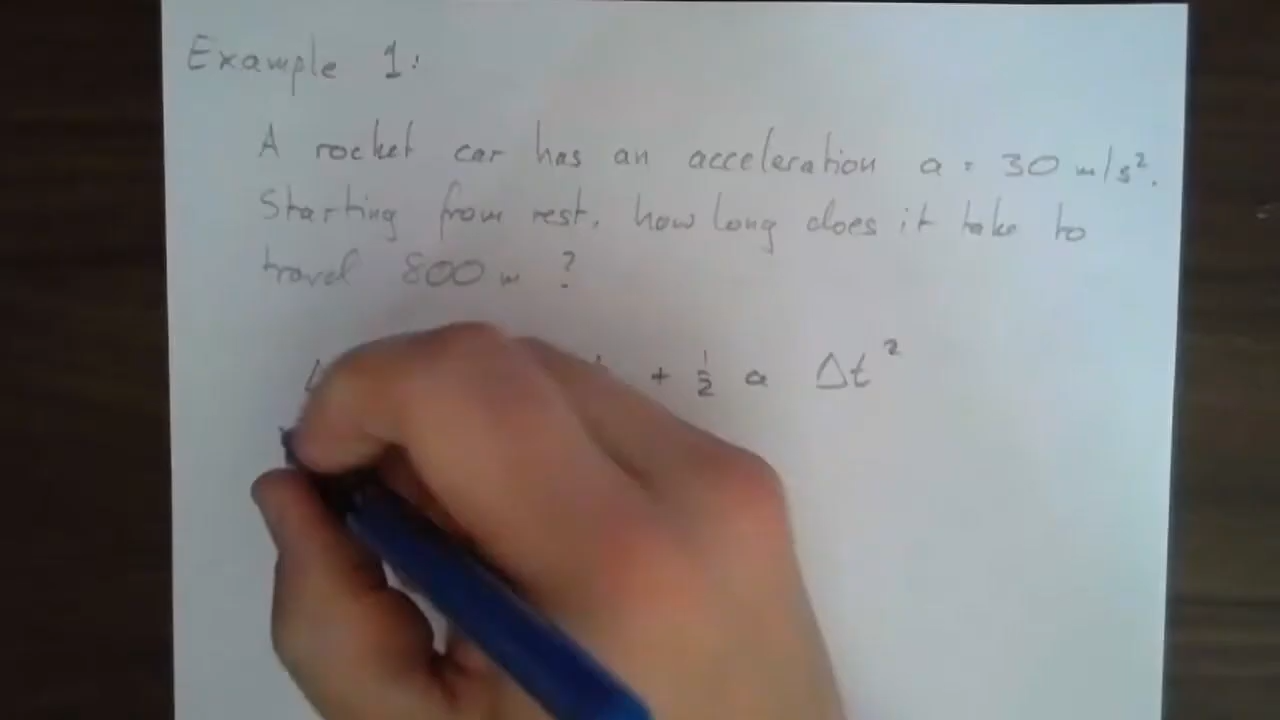 Example 1:
A rocket car has an acceleration a = 30 m/s².
Starting from rest, how long does it take to
travel 800 m ?
+ ½ a Δt²